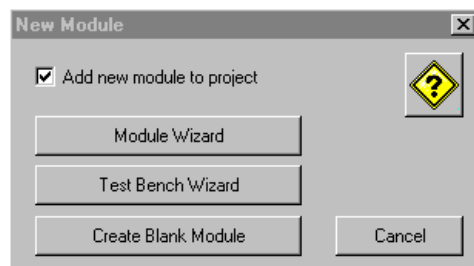 New Module
Add new module to project
Module Wizard
Test Bench Wizard
Create Blank Module
Cancel